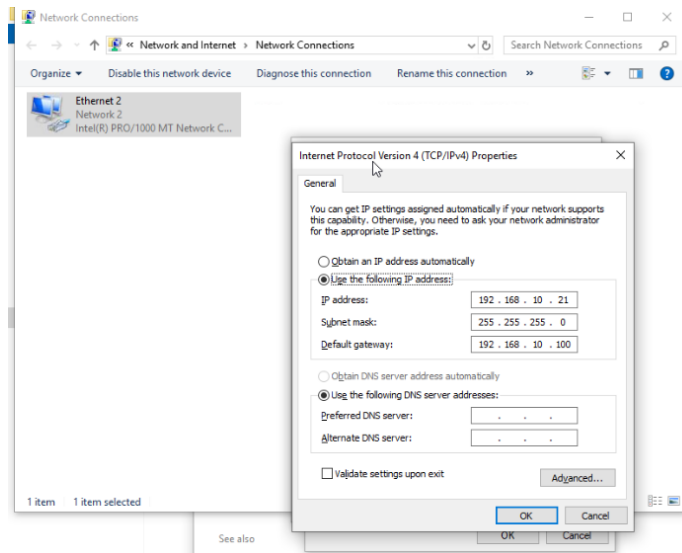 Network Connections
« Network and Internet › Network Connections
Search Network Connections
Organize
Disable this network device
Diagnose this connection
Rename this connection
»
Ethernet 2
Network 2
Intel(R) PRO/1000 MT Network C...
Internet Protocol Version 4 (TCP/IPv4) Properties
General
You can get IP settings assigned automatically if your network supports
this capability. Otherwise, you need to ask your network administrator
for the appropriate IP settings.
Obtain an IP address automatically
Use the following IP address:
IP address: 192 . 168 . 10 . 21
Subnet mask: 255 . 255 . 255 . 0
Default gateway: 192 . 168 . 10 . 100
Obtain DNS server address automatically
Use the following DNS server addresses:
Preferred DNS server: . . .
Alternate DNS server: . . .
Validate settings upon exit
Advanced...
OK Cancel
1 item 1 item selected
See also
OK Cancel